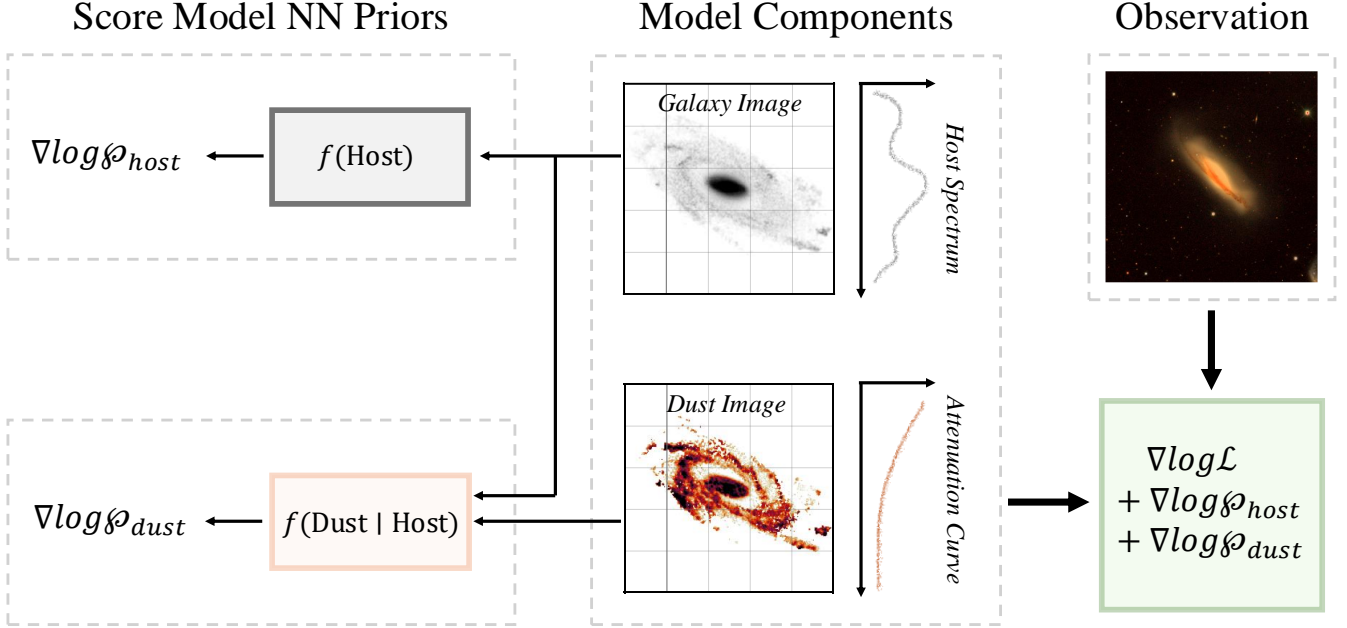 Score Model NN Priors
Model Components
Observation
∇log℘host
f(Host)
Galaxy Image
Host Spectrum
∇log℘dust
f(Dust | Host)
Dust Image
Attenuation Curve
∇logℒ
+ ∇log℘host
+ ∇log℘dust